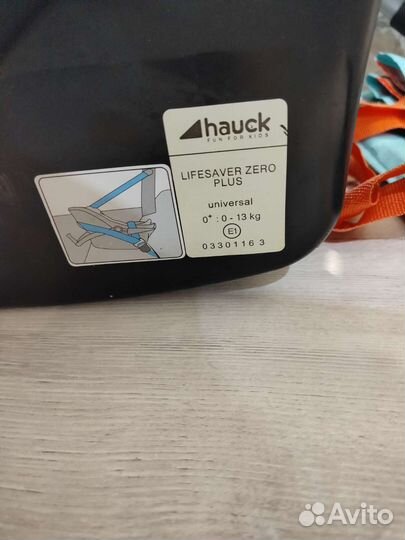 hauck
FUN FOR KIDS
LIFESAVER ZERO
PLUS
universal
0+ : 0 - 13 kg
E1
03301163
Avito